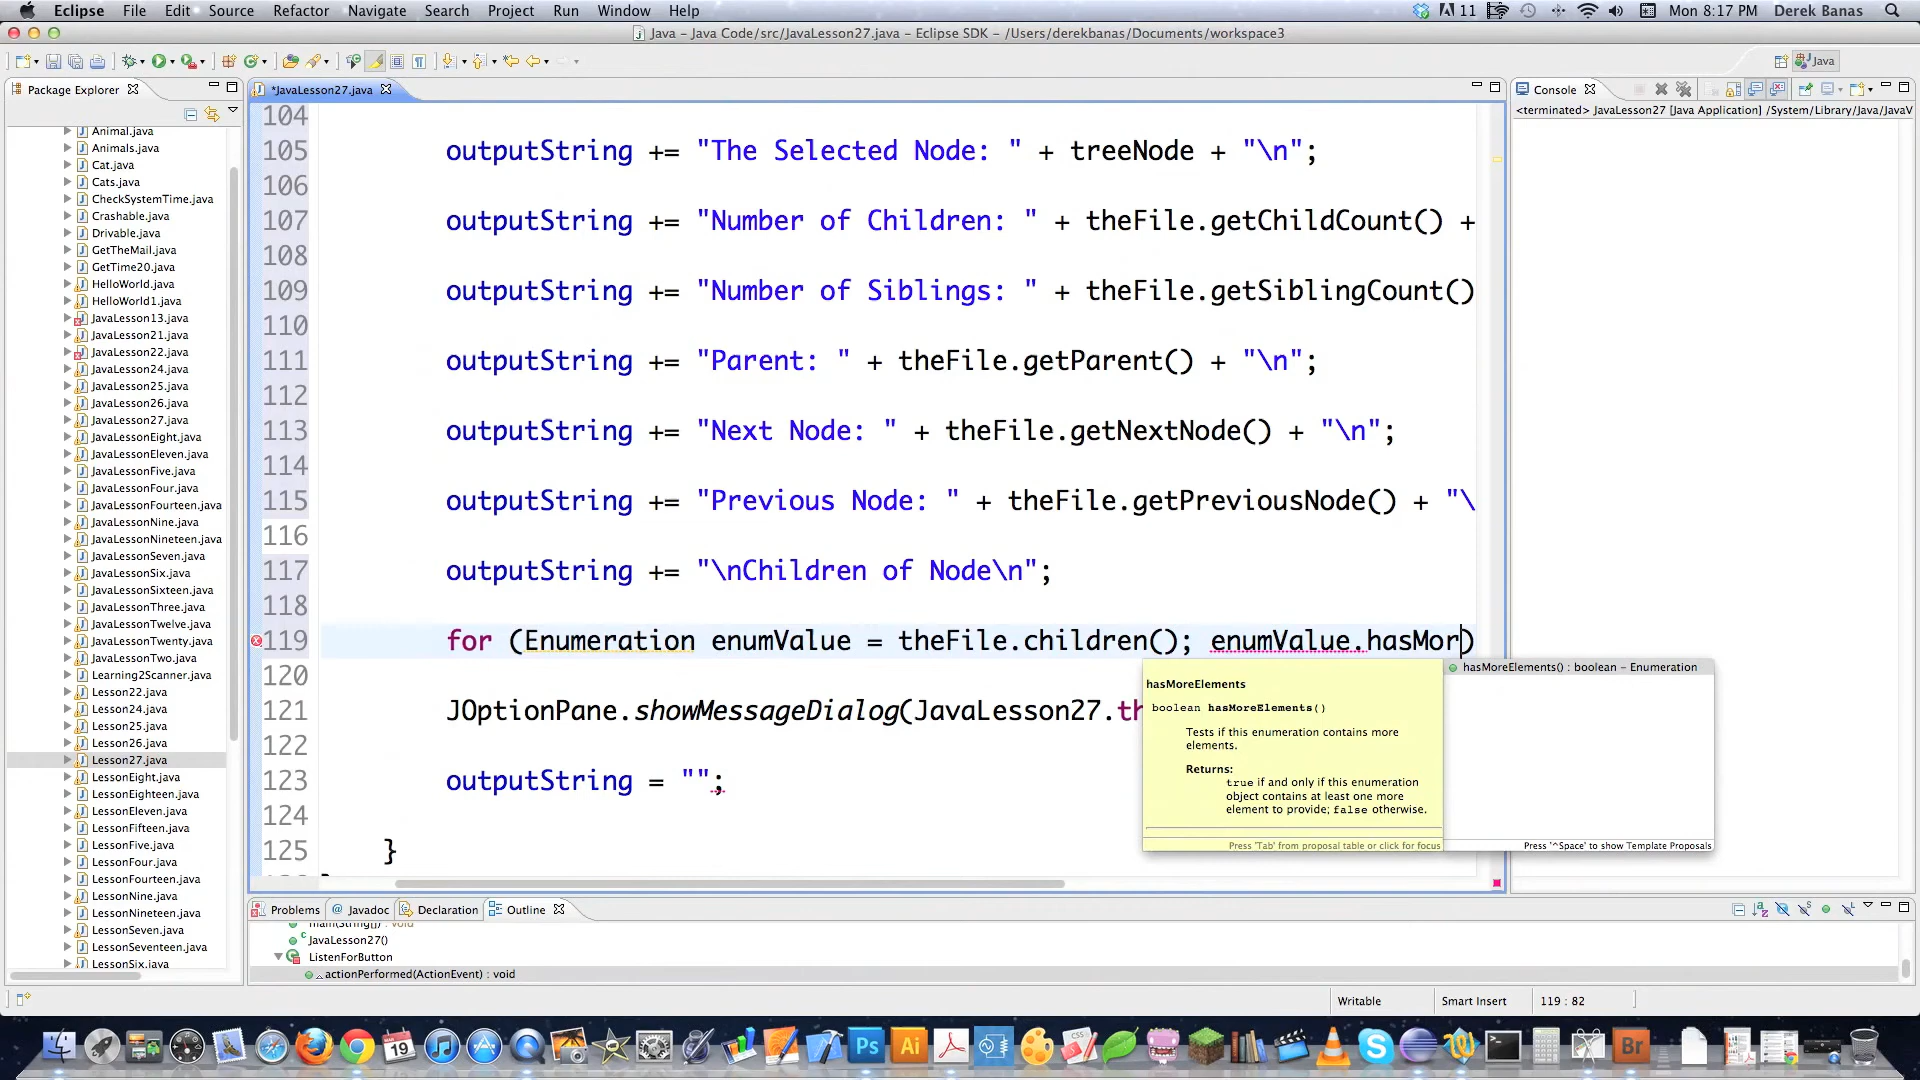 Eclipse File Edit Source Refactor Navigate Search Project Run Window Help 11 Mon 8:17 PM Derek Banas
Java – Java Code/src/JavaLesson27.java – Eclipse SDK – /Users/derekbanas/Documents/workspace3
Java
Package Explorer
Animal.java
Animals.java
Cat.java
Cats.java
CheckSystemTime.java
Crashable.java
Drivable.java
GetTheMail.java
GetTime20.java
HelloWorld.java
HelloWorld1.java
JavaLesson13.java
JavaLesson21.java
JavaLesson22.java
JavaLesson24.java
JavaLesson25.java
JavaLesson26.java
JavaLesson27.java
JavaLessonEight.java
JavaLessonEleven.java
JavaLessonFive.java
JavaLessonFour.java
JavaLessonFourteen.java
JavaLessonNine.java
JavaLessonNineteen.java
JavaLessonSeven.java
JavaLessonSix.java
JavaLessonSixteen.java
JavaLessonThree.java
JavaLessonTwelve.java
JavaLessonTwenty.java
JavaLessonTwo.java
Learning2Scanner.java
Lesson22.java
Lesson24.java
Lesson25.java
Lesson26.java
Lesson27.java
LessonEight.java
LessonEighteen.java
LessonEleven.java
LessonFifteen.java
LessonFive.java
LessonFour.java
LessonFourteen.java
LessonNine.java
LessonNineteen.java
LessonSeven.java
LessonSeventeen.java
LessonSix.java
*JavaLesson27.java
104
105 outputString += "The Selected Node: " + treeNode + "\n";
106
107 outputString += "Number of Children: " + theFile.getChildCount() +
108
109 outputString += "Number of Siblings: " + theFile.getSiblingCount()
110
111 outputString += "Parent: " + theFile.getParent() + "\n";
112
113 outputString += "Next Node: " + theFile.getNextNode() + "\n";
114
115 outputString += "Previous Node: " + theFile.getPreviousNode() + "\
116
117 outputString += "\nChildren of Node\n";
118
119 for (Enumeration enumValue = theFile.children(); enumValue.hasMor)
120
121 JOptionPane.showMessageDialog(JavaLesson27.th
122
123 outputString = "";
124
125 }
hasMoreElements
boolean hasMoreElements()
Tests if this enumeration contains more
elements.
Returns:
true if and only if this enumeration
object contains at least one more
element to provide; false otherwise.
Press 'Tab' from proposal table or click for focus
hasMoreElements() : boolean – Enumeration
Press '^Space' to show Template Proposals
Console
<terminated> JavaLesson27 [Java Application] /System/Library/Java/JavaV
Problems @ Javadoc Declaration Outline
main(String[]) : void
JavaLesson27()
ListenForButton
actionPerformed(ActionEvent) : void
Writable Smart Insert 119 : 82
19 Ps Ai Br